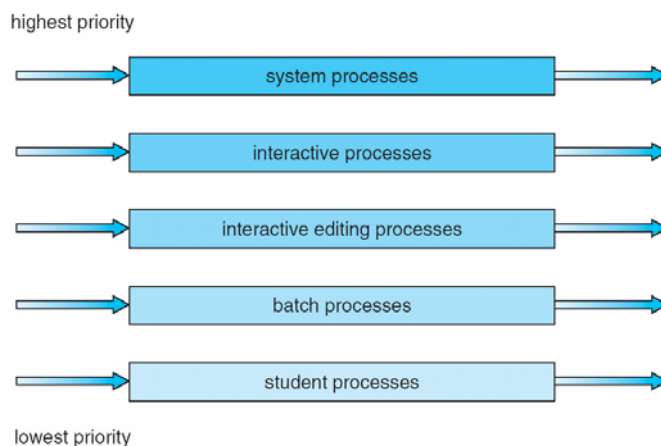 highest priority
system processes
interactive processes
interactive editing processes
batch processes
student processes
lowest priority